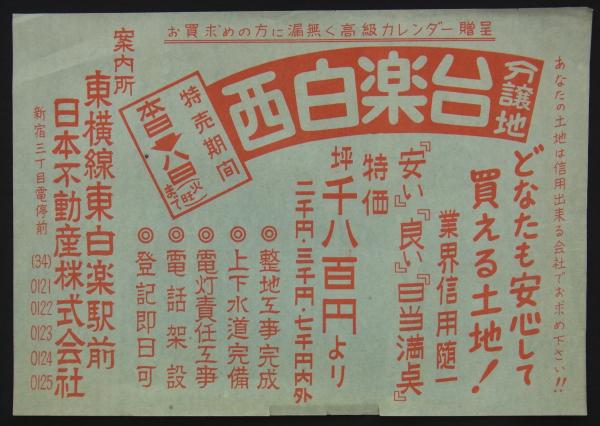 お買求めの方に漏無く高級カレンダー贈呈
あなたの土地は信用出来る会社でお求め下さい!!
西白楽台
分譲地
どなたも安心して
買える土地!
業界信用随一
『安い』『良い』『日当満点』
特価
坪千八百円より
二千円・三千円・七千円内外
◎整地工事完成
◎上下水道完備
◎電灯責任工事
◎電話架設
◎登記即日可
特売期間
本日→八日まで
(火)(旺)
案内所
東横線東白楽駅前
日本不動産株式会社
新宿三丁目電停前
(34)0121
0122
0123
0124
0125